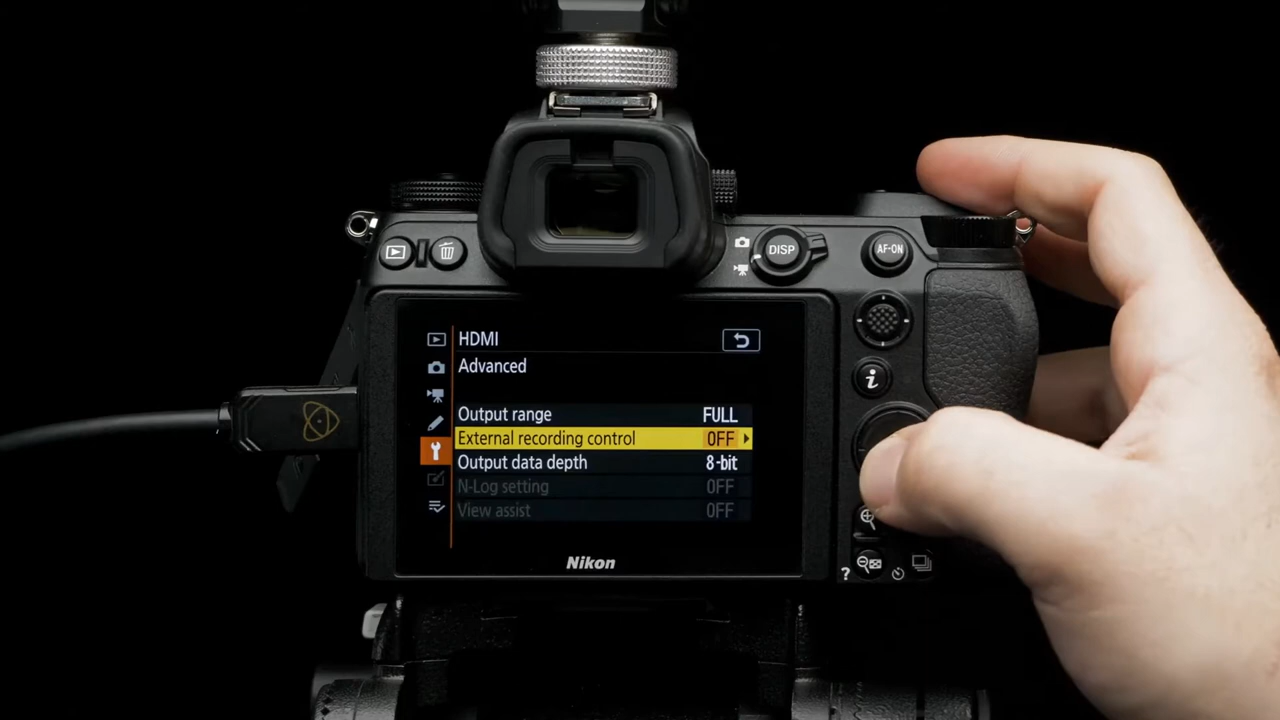 DISP
AF-ON
HDMI
Advanced
Output range FULL
External recording control OFF
Output data depth 8-bit
N-Log setting OFF
View assist OFF
i
Nikon
?